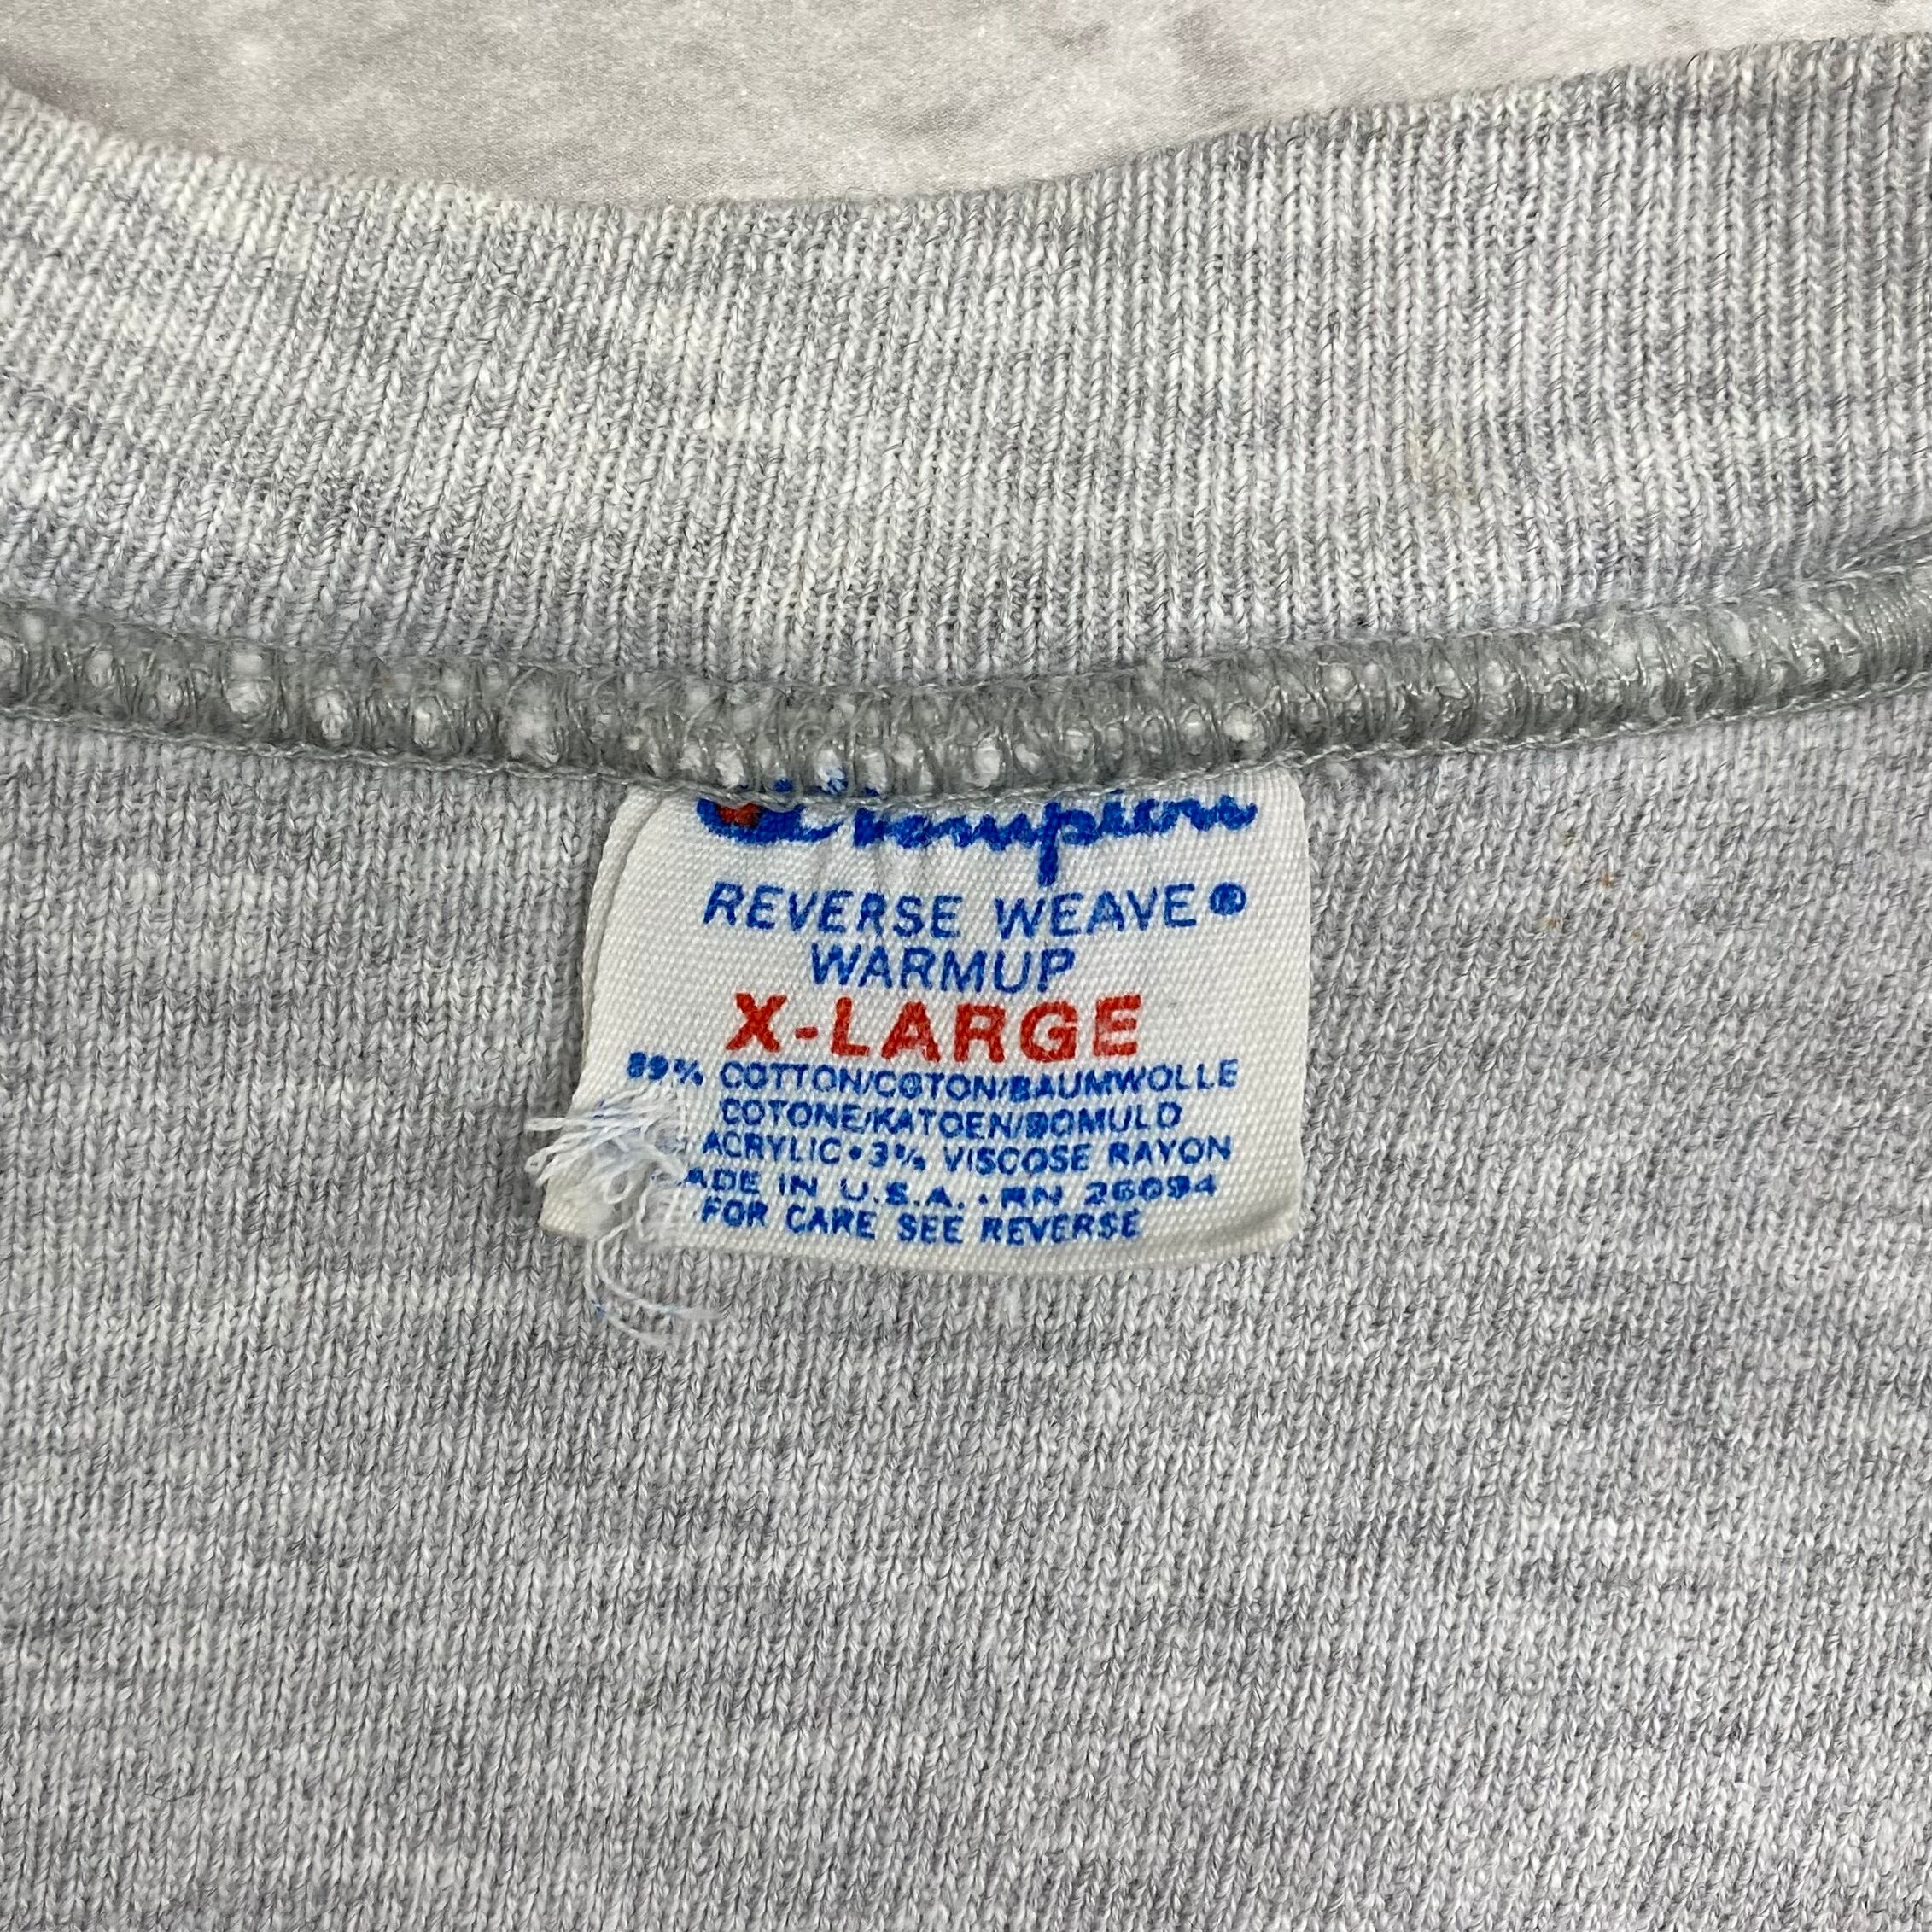 Champion
REVERSE WEAVE®
WARMUP
X-LARGE
89% COTTON/COTON/BAUMWOLLE
COTONE/KATOEN/BOMULD
ACRYLIC•3% VISCOSE RAYON
ADE IN U.S.A. • RN 26094
FOR CARE SEE REVERSE